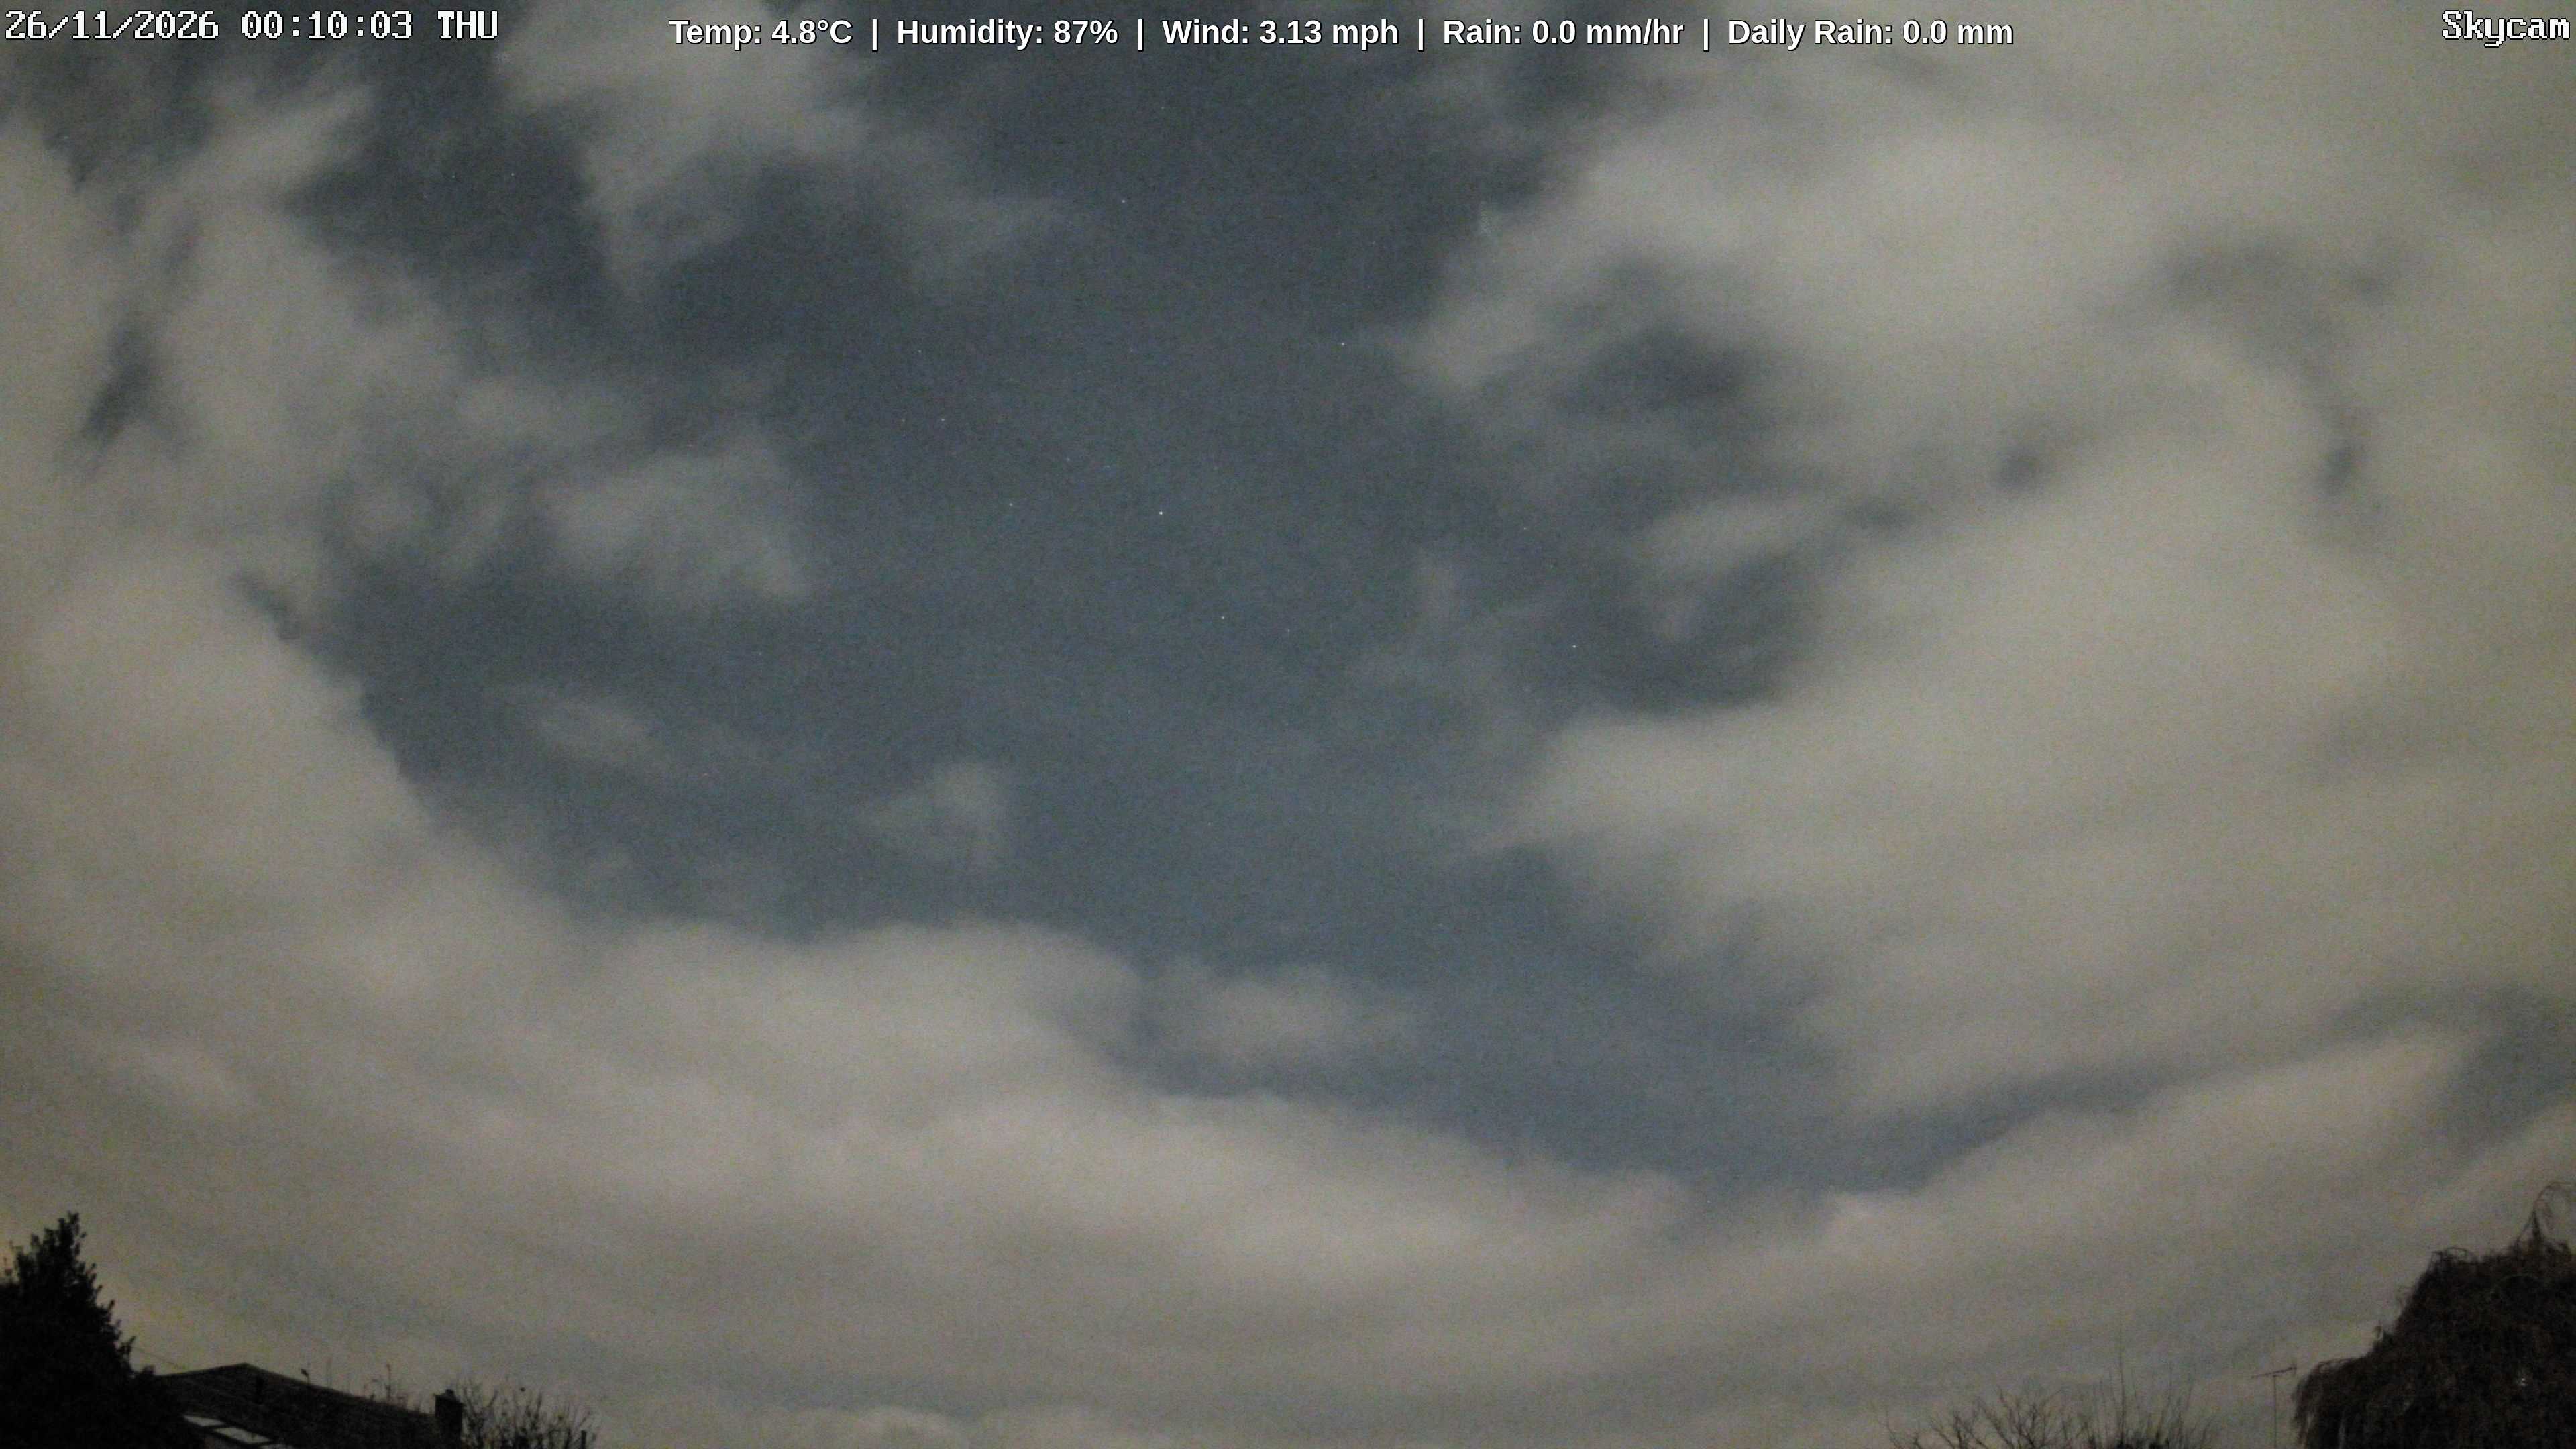 26/11/2026 00:10:03 THU
Temp: 4.8°C | Humidity: 87% | Wind: 3.13 mph | Rain: 0.0 mm/hr | Daily Rain: 0.0 mm
Skycam